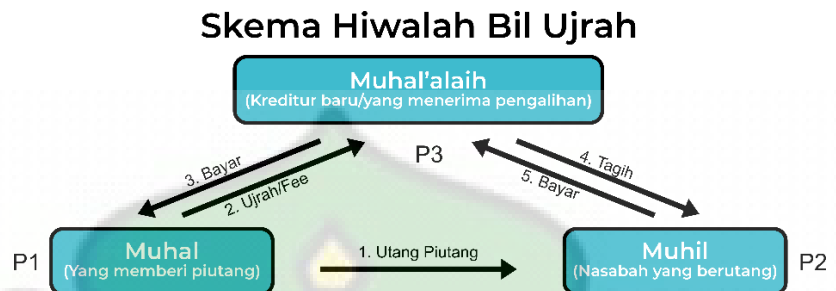 Skema Hiwalah Bil Ujrah
Muhal'alaih
(Kreditur baru/yang menerima pengalihan)
3. Bayar
2. Ujrah/Fee
P3
4. Tagih
5. Bayar
P1
Muhal
(Yang memberi piutang)
1. Utang Piutang
Muhil
(Nasabah yang berutang)
P2